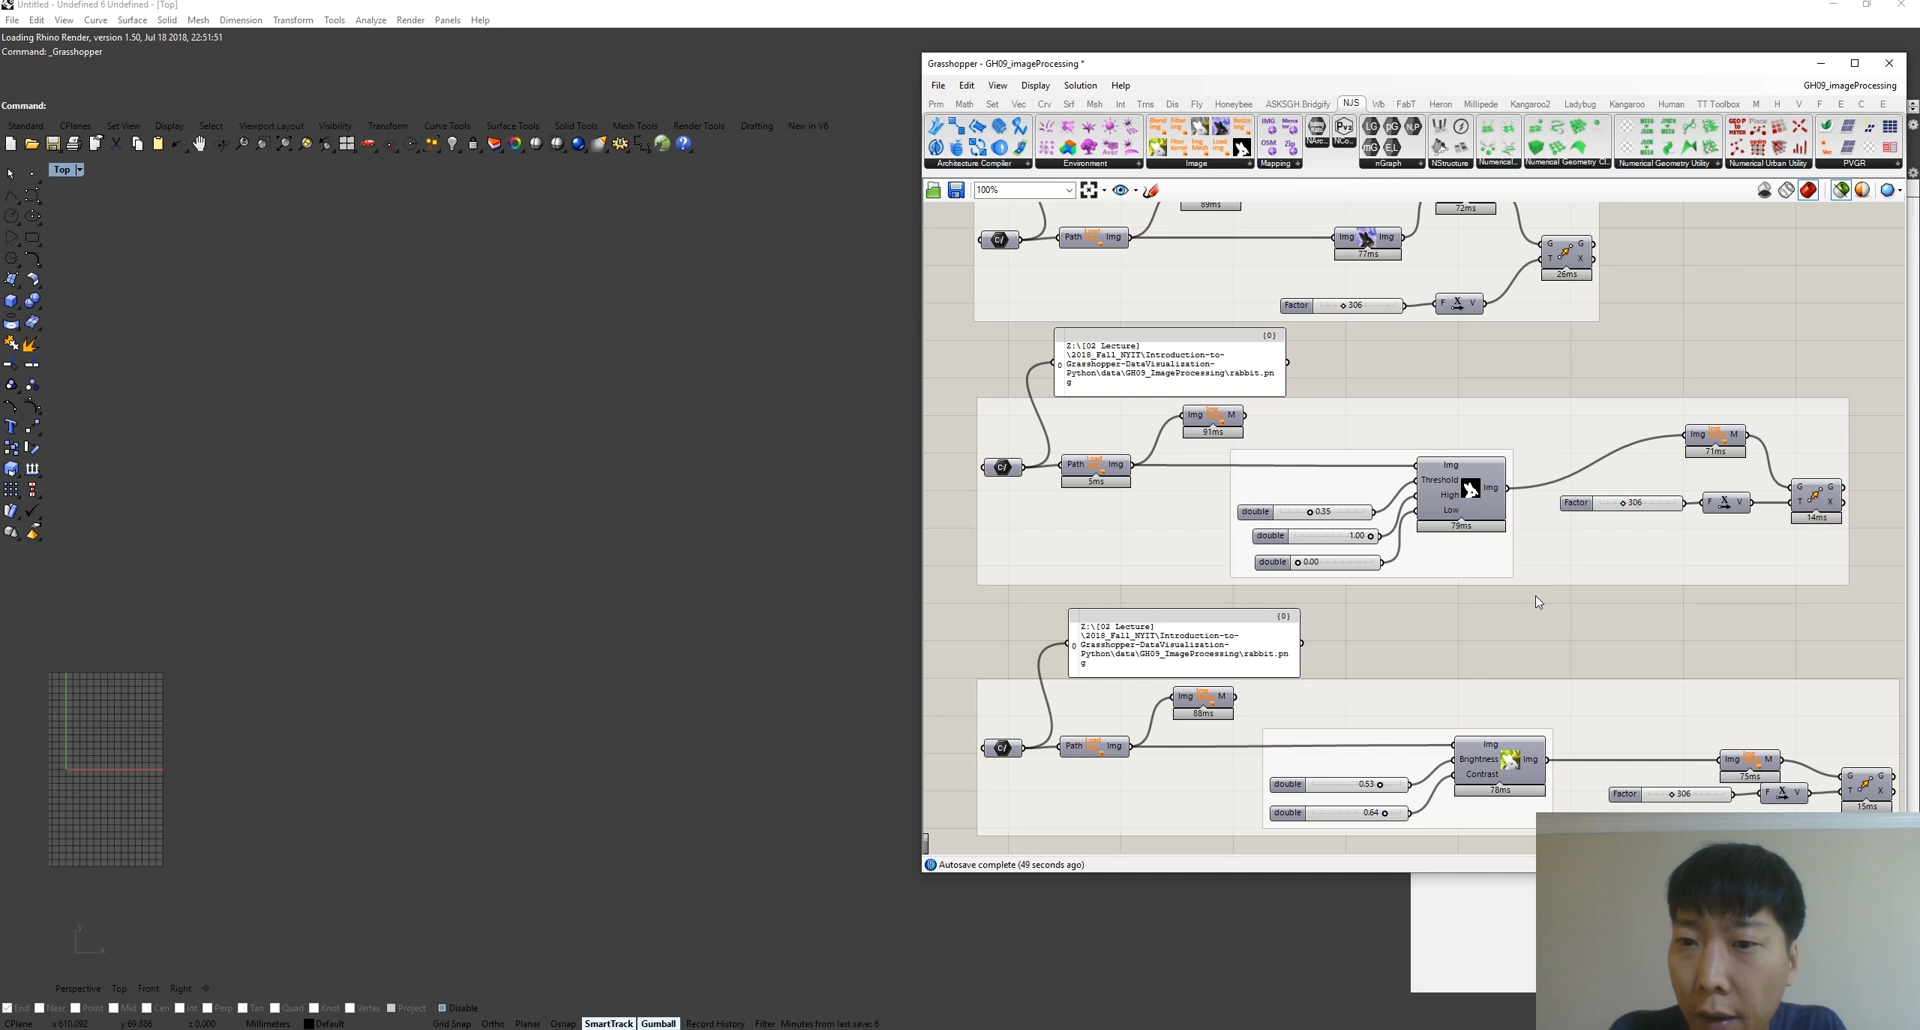 Untitled - Undefined 6 Undefined - [Top]
File Edit View Curve Surface Solid Mesh Dimension Transform Tools Analyze Render Panels Help
Loading Rhino Render, version 1.50, Jul 18 2018, 22:51:51
Command: _Grasshopper
Command:
Standard CPlanes Set View Display Select Viewport Layout Visibility Transform Curve Tools Surface Tools Solid Tools Mesh Tools Render Tools Drafting New in V6
Top
Grasshopper - GH09_imageProcessing *
File Edit View Display Solution Help GH09_imageProcessing
Prm Math Set Vec Crv Srf Msh Int Trns Dis Fly Honeybee ASKSGH.Bridgify NJS Wb FabT Heron Millipede Kangaroo2 Ladybug Kangaroo Human TT Toolbox M H V F E C E
Architecture Compiler Environment Image Mapping NArc... NCo... nGraph NStructure Numerical... Numerical Geometry Cl... Numerical Geometry Utility Numerical Urban Utility PVGR
100%
89ms 72ms
C/ Path Load Img Img Img
77ms
G G
T X
26ms
Factor 306 F X V
{0}
Z:\[02 Lecture]
\2018_Fall_NYIT\Introduction-to-
0 Grasshopper-DataVisualization-
Python\data\GH09_ImageProcessing\rabbit.pn
g
Img M
91ms
Img M
71ms
C/ Path Load Img
5ms
Img
Threshold
High
Low
Img
79ms
double 0.35
double 1.00
double 0.00
Factor 306 F X V
G G
T X
14ms
{0}
Z:\[02 Lecture]
\2018_Fall_NYIT\Introduction-to-
0 Grasshopper-DataVisualization-
Python\data\GH09_ImageProcessing\rabbit.pn
g
Img M
88ms
C/ Path Load Img
Img
Brightness
Contrast
Img
78ms
double 0.53
double 0.64
Img M
75ms
Factor 306 F X V
G G
T X
15ms
Autosave complete (49 seconds ago)
y
x
Perspective Top Front Right
End Near Point Mid Cen Int Perp Tan Quad Knot Vertex Project Disable
CPlane x 610.092 y 69.886 z 0.000 Millimeters Default Grid Snap Ortho Planar Osnap SmartTrack Gumball Record History Filter Minutes from last save: 6